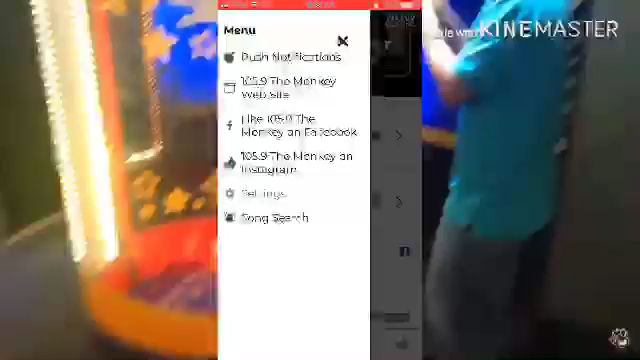 Menu
Push Notifications
105.9 The Monkey
Web Site
Like 105.9 The
Monkey on Facebook
105.9 The Monkey on
Instagram
Settings
Song Search
with KINEMASTER